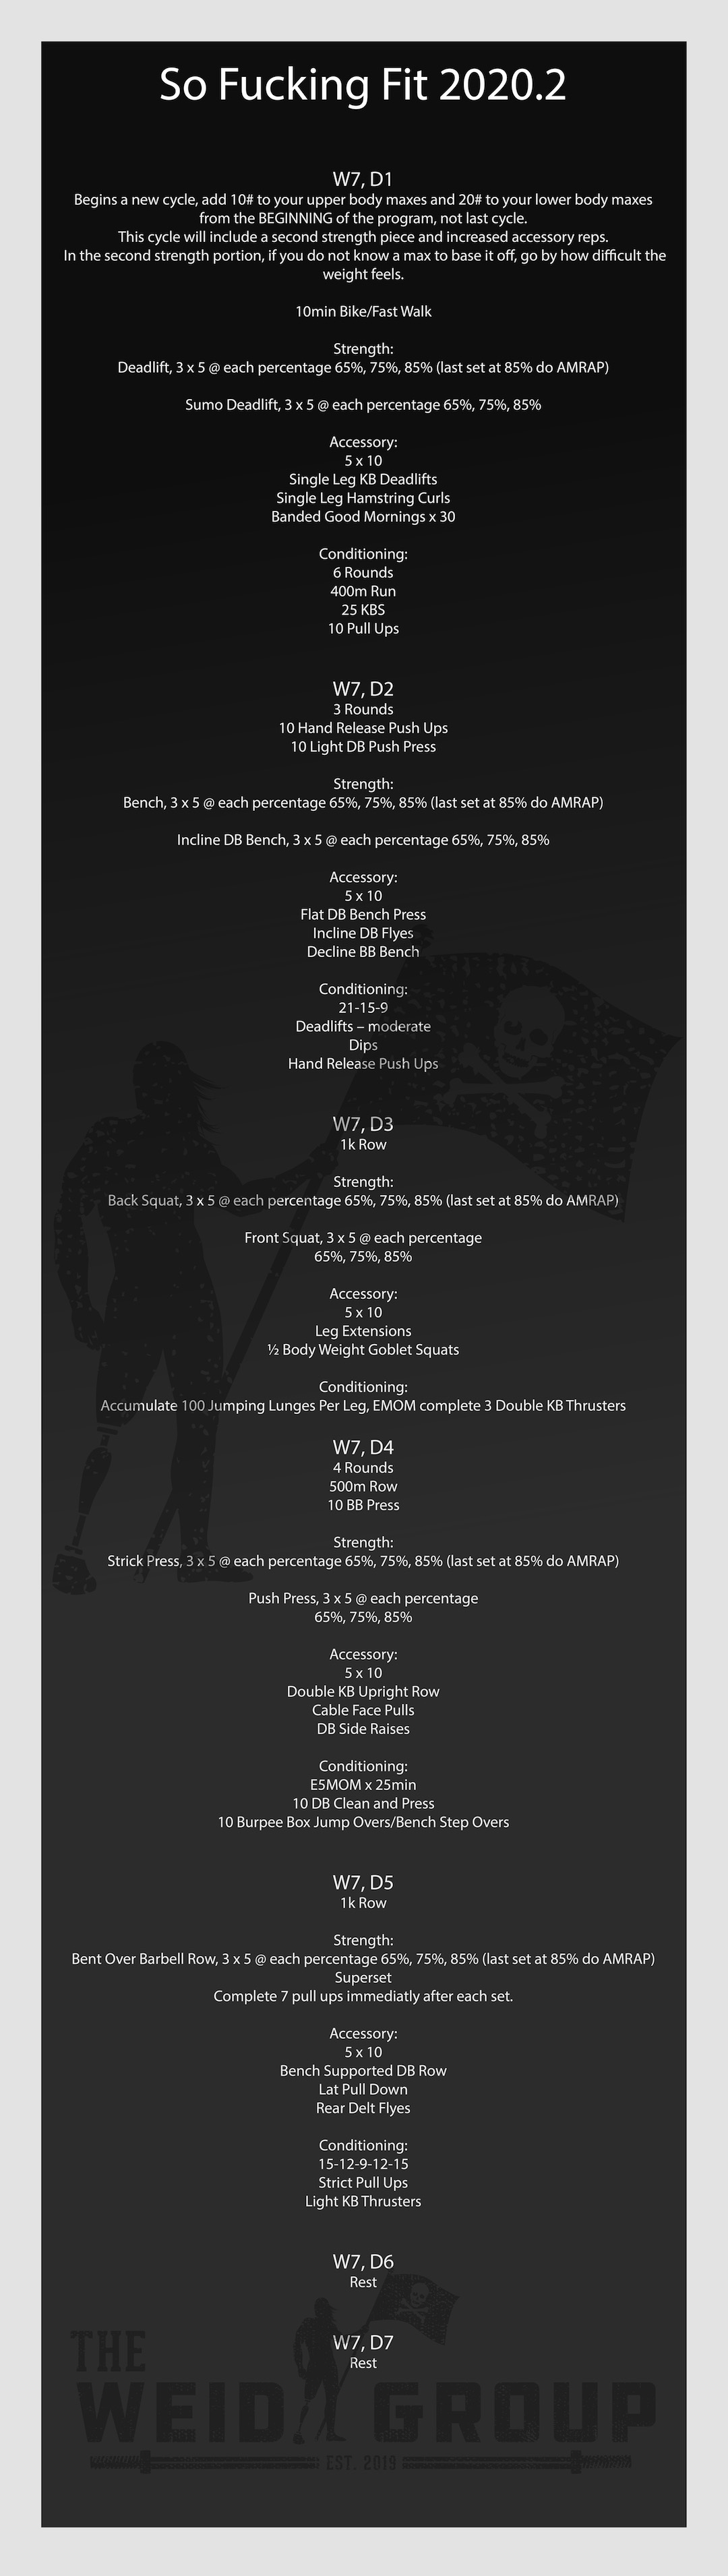 So Fucking Fit 2020.2
W7, D1
Begins a new cycle, add 10# to your upper body maxes and 20# to your lower body maxes
from the BEGINNING of the program, not last cycle.
This cycle will include a second strength piece and increased accessory reps.
In the second strength portion, if you do not know a max to base it off, go by how difficult the
weight feels.
10min Bike/Fast Walk
Strength:
Deadlift, 3 x 5 @ each percentage 65%, 75%, 85% (last set at 85% do AMRAP)
Sumo Deadlift, 3 x 5 @ each percentage 65%, 75%, 85%
Accessory:
5 x 10
Single Leg KB Deadlifts
Single Leg Hamstring Curls
Banded Good Mornings x 30
Conditioning:
6 Rounds
400m Run
25 KBS
10 Pull Ups
W7, D2
3 Rounds
10 Hand Release Push Ups
10 Light DB Push Press
Strength:
Bench, 3 x 5 @ each percentage 65%, 75%, 85% (last set at 85% do AMRAP)
Incline DB Bench, 3 x 5 @ each percentage 65%, 75%, 85%
Accessory:
5 x 10
Flat DB Bench Press
Incline DB Flyes
Decline BB Bench
Conditioning:
21-15-9
Deadlifts – moderate
Dips
Hand Release Push Ups
W7, D3
1k Row
Strength:
Back Squat, 3 x 5 @ each percentage 65%, 75%, 85% (last set at 85% do AMRAP)
Front Squat, 3 x 5 @ each percentage
65%, 75%, 85%
Accessory:
5 x 10
Leg Extensions
½ Body Weight Goblet Squats
Conditioning:
Accumulate 100 Jumping Lunges Per Leg, EMOM complete 3 Double KB Thrusters
W7, D4
4 Rounds
500m Row
10 BB Press
Strength:
Strick Press, 3 x 5 @ each percentage 65%, 75%, 85% (last set at 85% do AMRAP)
Push Press, 3 x 5 @ each percentage
65%, 75%, 85%
Accessory:
5 x 10
Double KB Upright Row
Cable Face Pulls
DB Side Raises
Conditioning:
E5MOM x 25min
10 DB Clean and Press
10 Burpee Box Jump Overs/Bench Step Overs
W7, D5
1k Row
Strength:
Bent Over Barbell Row, 3 x 5 @ each percentage 65%, 75%, 85% (last set at 85% do AMRAP)
Superset
Complete 7 pull ups immediatly after each set.
Accessory:
5 x 10
Bench Supported DB Row
Lat Pull Down
Rear Delt Flyes
Conditioning:
15-12-9-12-15
Strict Pull Ups
Light KB Thrusters
W7, D6
Rest
W7, D7
Rest
THE
WEID GROUP
EST. 2019